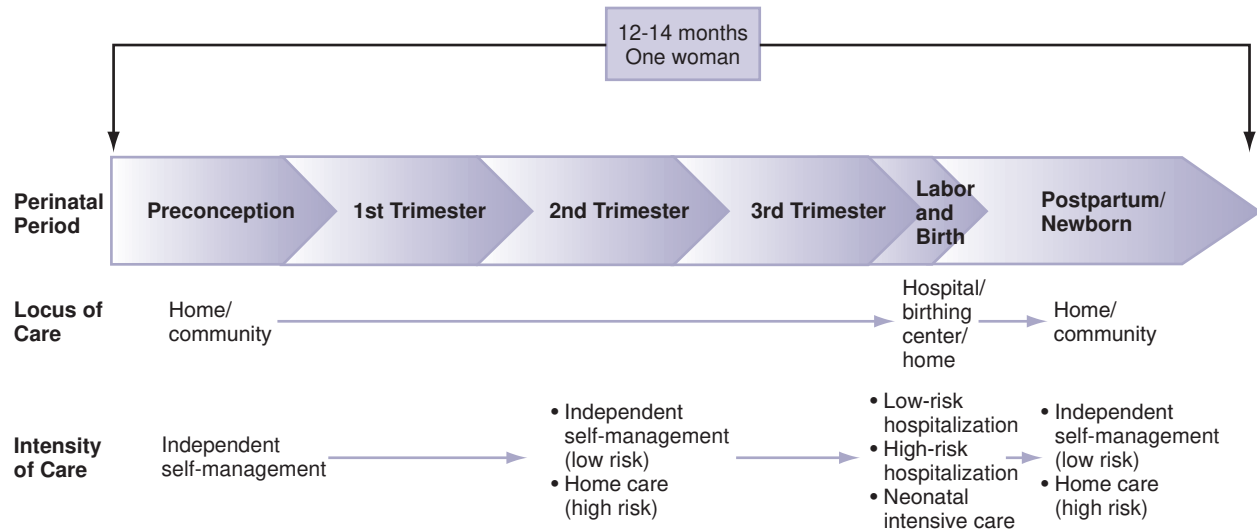 12-14 months
One woman
Perinatal
Period
Preconception
1st Trimester
2nd Trimester
3rd Trimester
Labor
and
Birth
Postpartum/
Newborn
Locus of
Care
Home/
community
Hospital/
birthing
center/
home
Home/
community
Intensity
of Care
Independent
self-management
• Independent
self-management
(low risk)
• Home care
(high risk)
• Low-risk
hospitalization
• High-risk
hospitalization
• Neonatal
intensive care
• Independent
self-management
(low risk)
• Home care
(high risk)